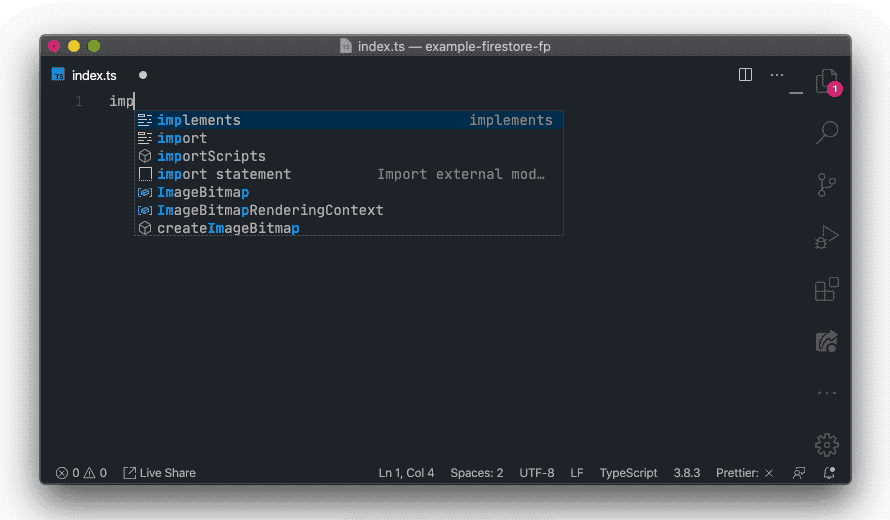 index.ts — example-firestore-fp
TS index.ts
1
1 imp
implements implements
import
importScripts
import statement Import external mod…
ImageBitmap
ImageBitmapRenderingContext
createImageBitmap
0 0 Live Share Ln 1, Col 4 Spaces: 2 UTF-8 LF TypeScript 3.8.3 Prettier: ×